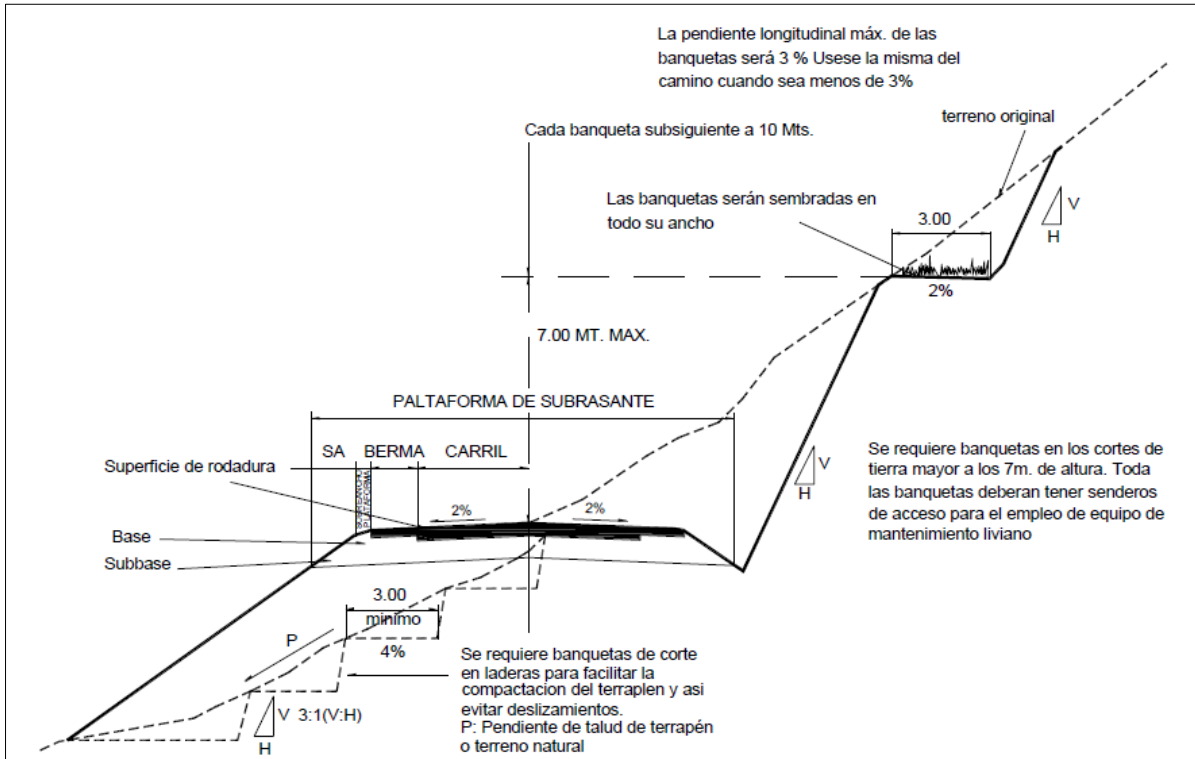 La pendiente longitudinal máx. de las
banquetas será 3 % Usese la misma del
camino cuando sea menos de 3%
Cada banqueta subsiguiente a 10 Mts.
terreno original
Las banquetas serán sembradas en
todo su ancho
3.00
V
H
2%
7.00 MT. MAX.
PALTAFORMA DE SUBRASANTE
SA
BERMA
CARRIL
SOBREANCHO
PLATAFORMA
Superficie de rodadura
2%
2%
V
H
Se requiere banquetas en los cortes de
tierra mayor a los 7m. de altura. Toda
las banquetas deberan tener senderos
de acceso para el empleo de equipo de
mantenimiento liviano
Base
Subbase
3.00
minimo
P
4%
Se requiere banquetas de corte
en laderas para facilitar la
compactacion del terraplen y asi
evitar deslizamientos.
P: Pendiente de talud de terrapén
o terreno natural
V 3:1(V:H)
H